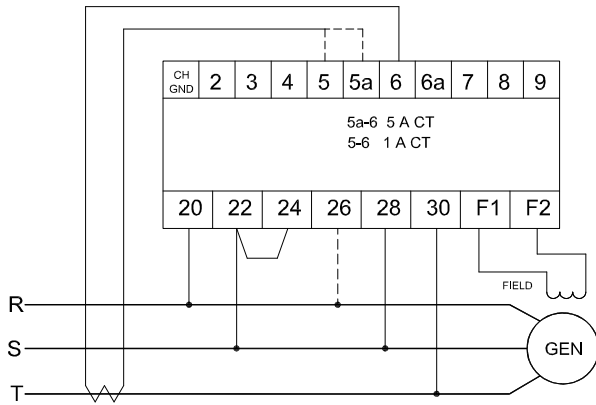 CH GND 2 3 4 5 5a 6 6a 7 8 9
5a-6 5 A CT
5-6 1 A CT
20 22 24 26 28 30 F1 F2
FIELD
R
S
GEN
T